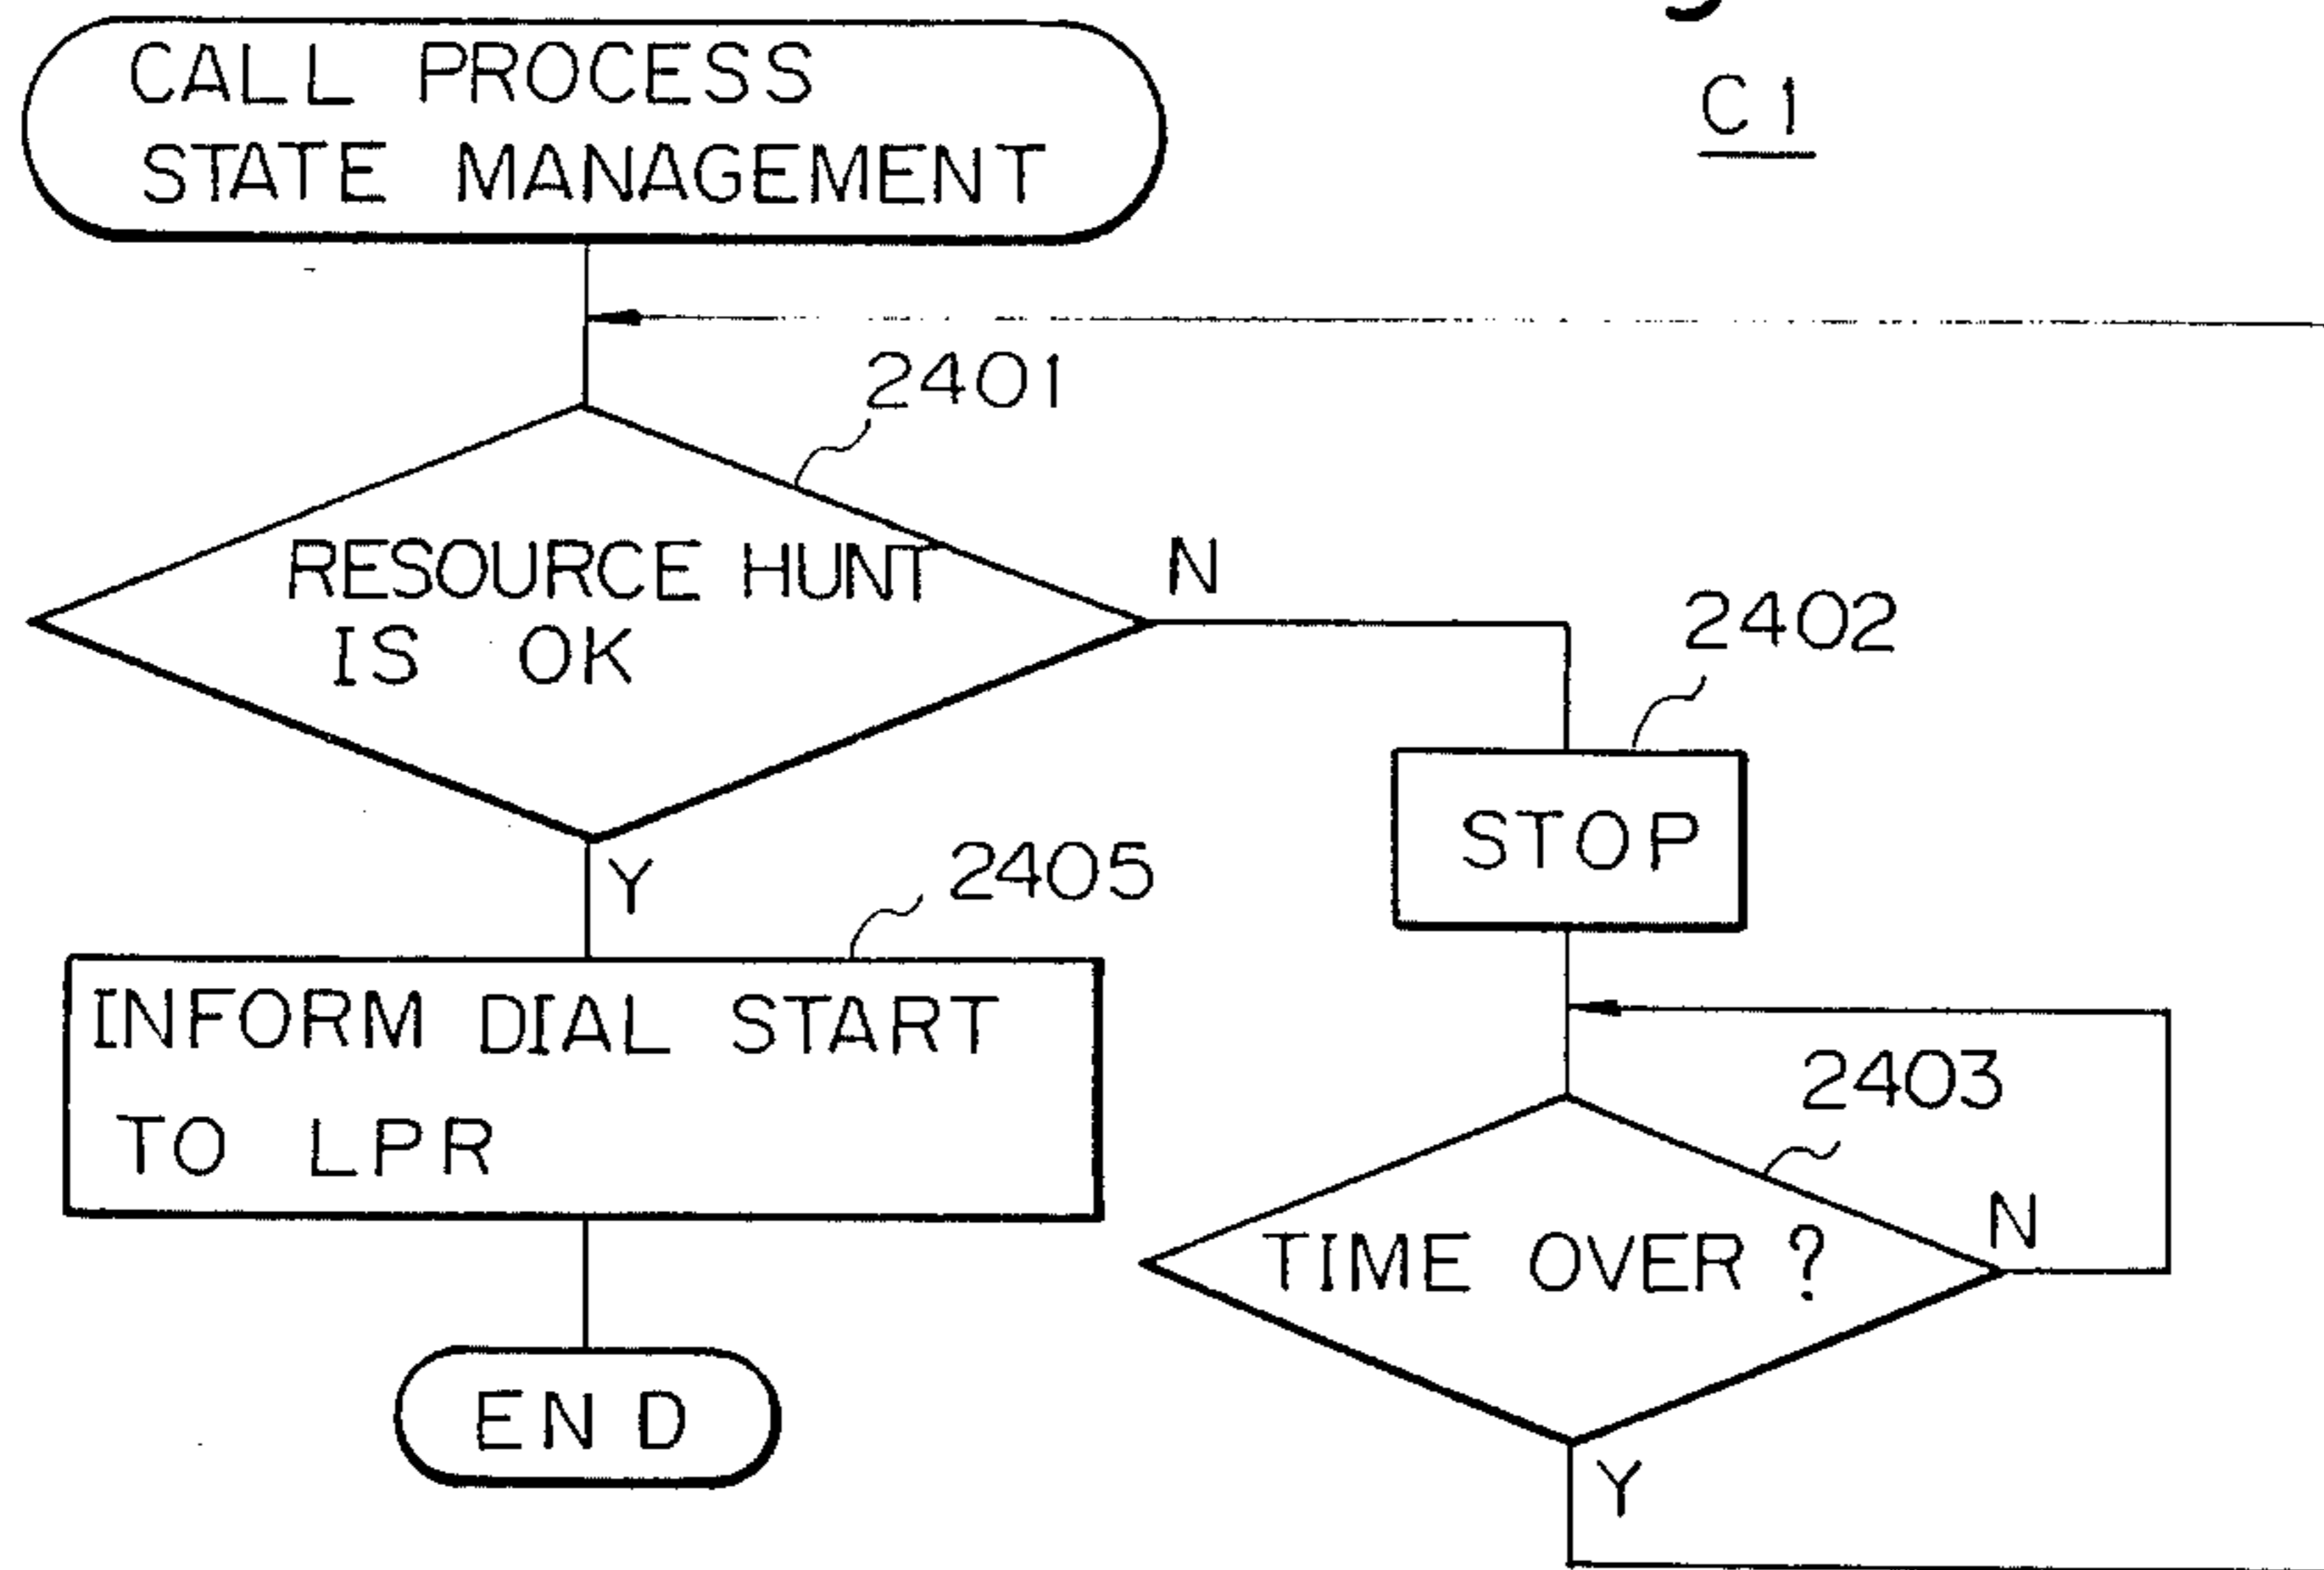 CALL PROCESS
STATE MANAGEMENT
C1
2401
RESOURCE HUNT
IS OK
N
2402
STOP
Y
2405
INFORM DIAL START
TO LPR
2403
TIME OVER ?
N
END
Y